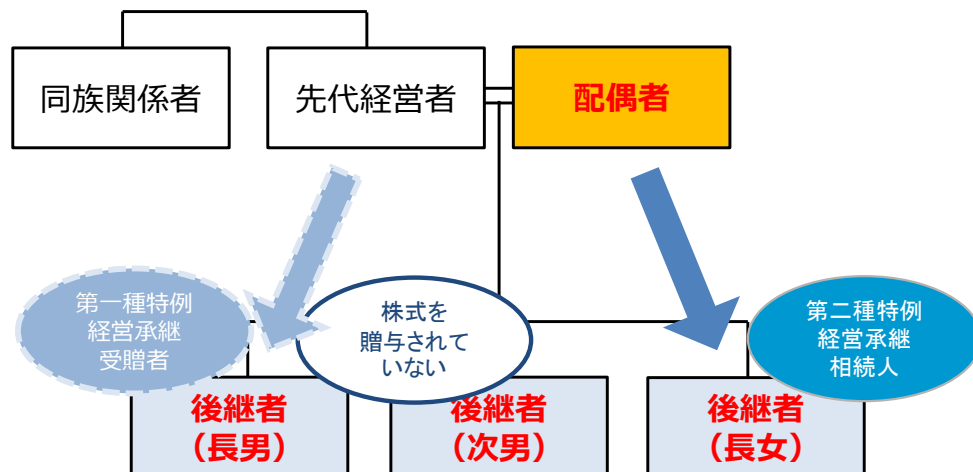 同族関係者
先代経営者
配偶者
第一種特例
経営承継
受贈者
株式を
贈与されて
いない
第二種特例
経営承継
相続人
後継者
（長男）
後継者
（次男）
後継者
（長女）